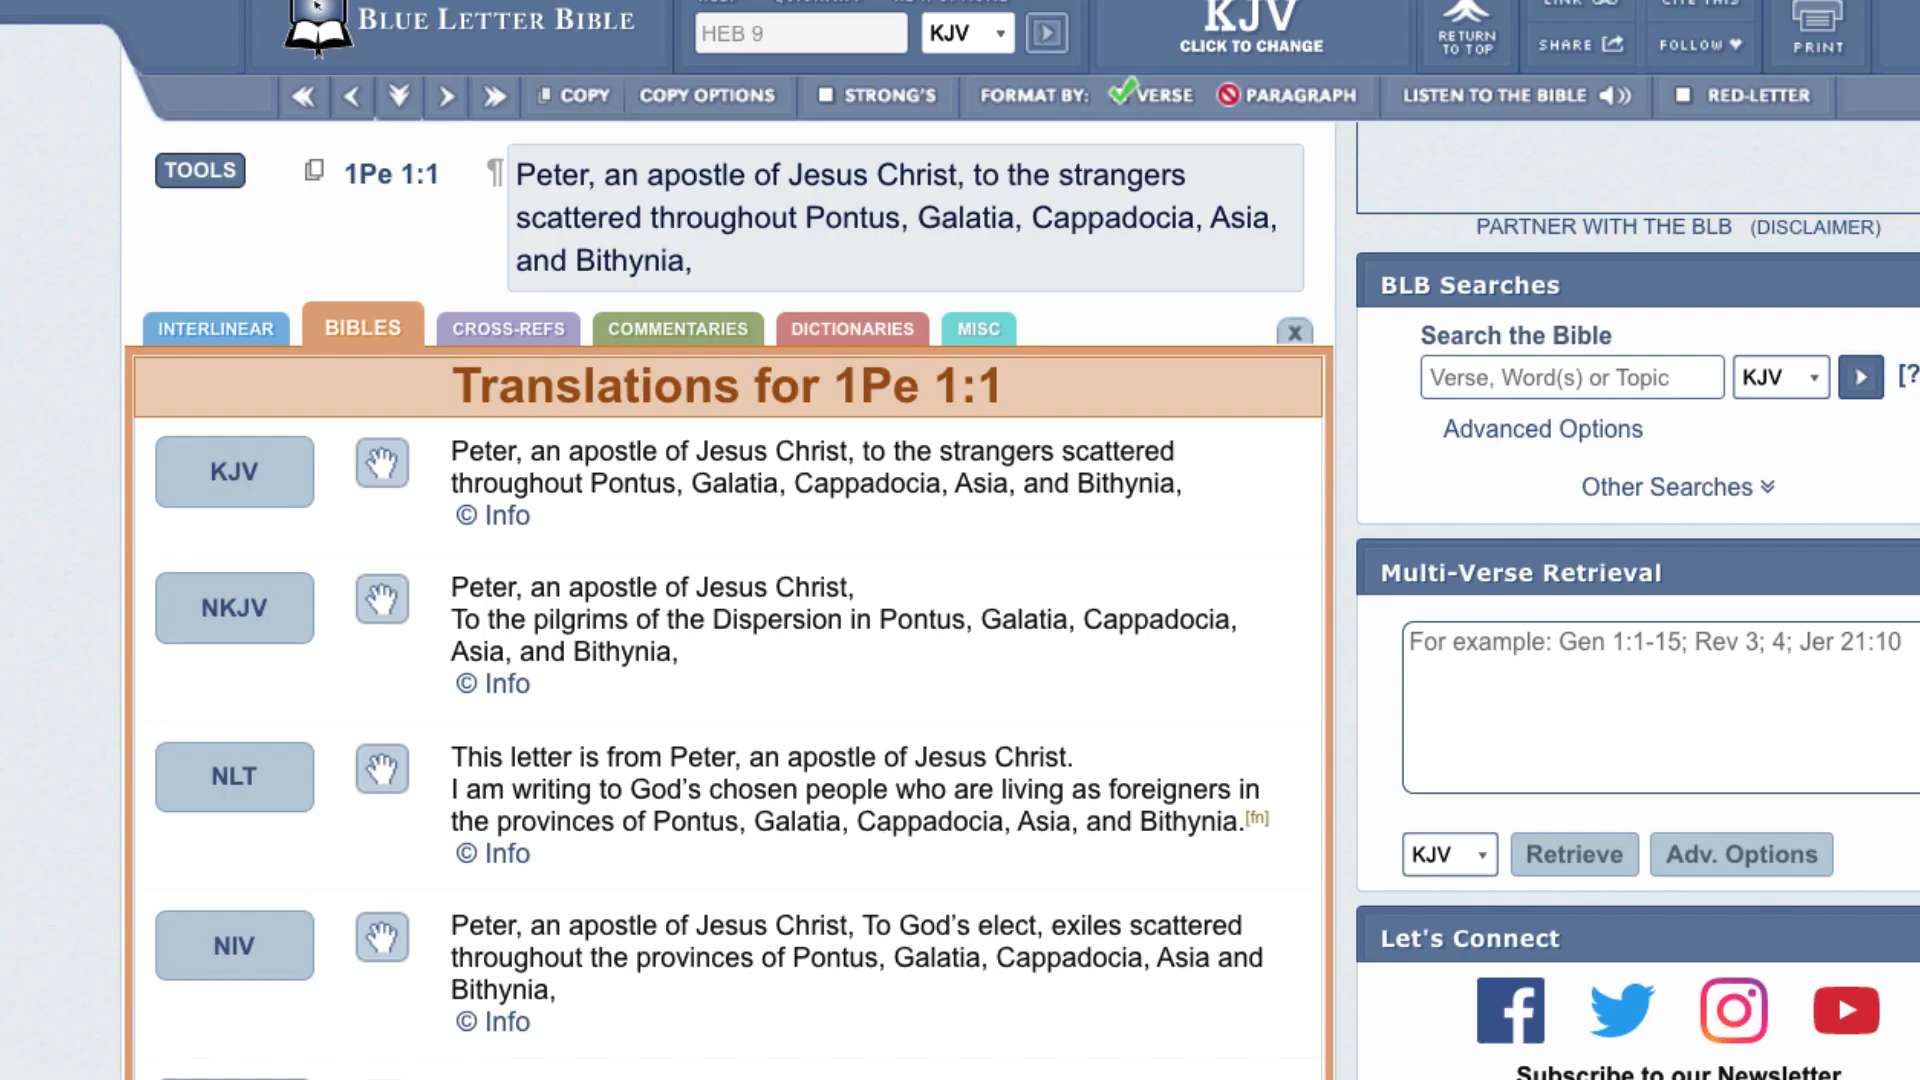 BLUE LETTER BIBLE
HEB 9
KJV
KJV
CLICK TO CHANGE
RETURN
TO TOP
SHARE
CITE THIS
FOLLOW
PRINT
COPY
COPY OPTIONS
STRONG'S
FORMAT BY:
VERSE
PARAGRAPH
LISTEN TO THE BIBLE
RED-LETTER
TOOLS
1Pe 1:1
¶
Peter, an apostle of Jesus Christ, to the strangers
scattered throughout Pontus, Galatia, Cappadocia, Asia,
and Bithynia,
INTERLINEAR
BIBLES
CROSS-REFS
COMMENTARIES
DICTIONARIES
MISC
X
Translations for 1Pe 1:1
KJV
Peter, an apostle of Jesus Christ, to the strangers scattered
throughout Pontus, Galatia, Cappadocia, Asia, and Bithynia,
© Info
NKJV
Peter, an apostle of Jesus Christ,
To the pilgrims of the Dispersion in Pontus, Galatia, Cappadocia,
Asia, and Bithynia,
© Info
NLT
This letter is from Peter, an apostle of Jesus Christ.
I am writing to God’s chosen people who are living as foreigners in
the provinces of Pontus, Galatia, Cappadocia, Asia, and Bithynia.[fn]
© Info
NIV
Peter, an apostle of Jesus Christ, To God’s elect, exiles scattered
throughout the provinces of Pontus, Galatia, Cappadocia, Asia and
Bithynia,
© Info
PARTNER WITH THE BLB (DISCLAIMER)
BLB Searches
Search the Bible
Verse, Word(s) or Topic
KJV
[?
Advanced Options
Other Searches
Multi-Verse Retrieval
For example: Gen 1:1-15; Rev 3; 4; Jer 21:10
KJV
Retrieve
Adv. Options
Let's Connect
Subscribe to our Newsletter